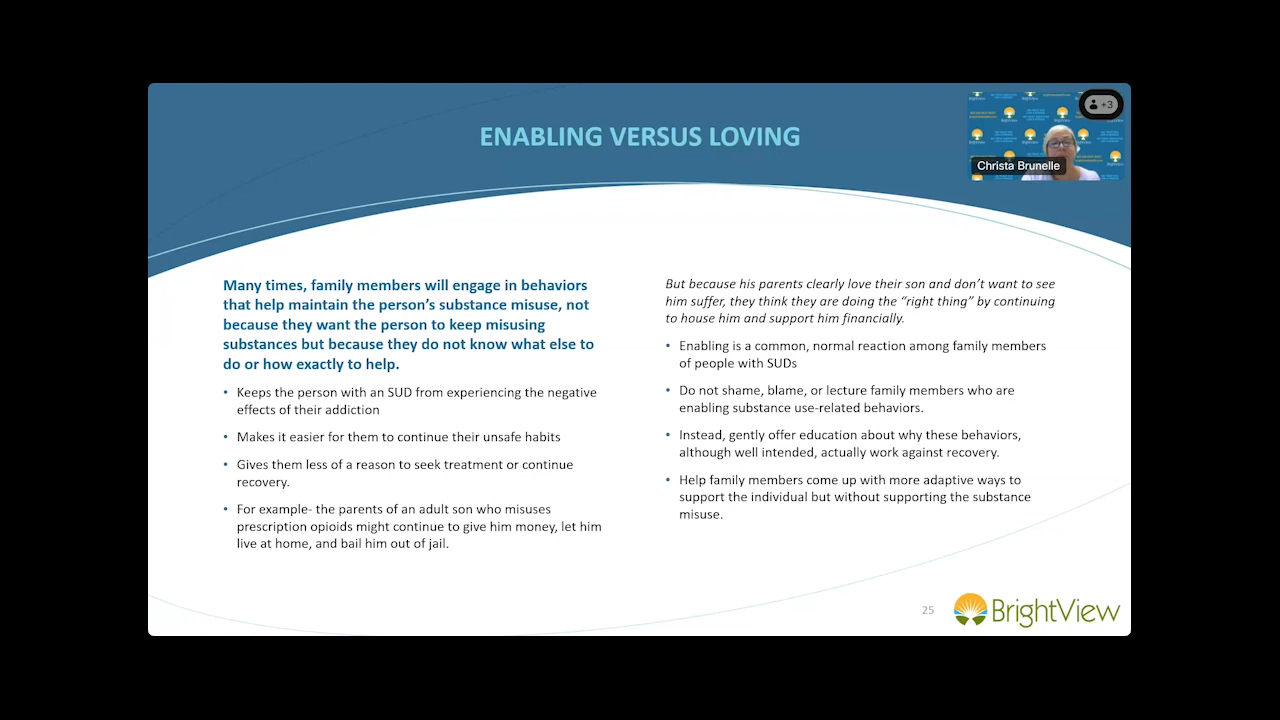 ENABLING VERSUS LOVING
+3
Christa Brunelle
Many times, family members will engage in behaviors
that help maintain the person's substance misuse, not
because they want the person to keep misusing
substances but because they do not know what else to
do or how exactly to help.
• Keeps the person with an SUD from experiencing the negative
effects of their addiction
• Makes it easier for them to continue their unsafe habits
• Gives them less of a reason to seek treatment or continue
recovery.
• For example- the parents of an adult son who misuses
prescription opioids might continue to give him money, let him
live at home, and bail him out of jail.
But because his parents clearly love their son and don't want to see
him suffer, they think they are doing the “right thing” by continuing
to house him and support him financially.
• Enabling is a common, normal reaction among family members
of people with SUDs
• Do not shame, blame, or lecture family members who are
enabling substance use-related behaviors.
• Instead, gently offer education about why these behaviors,
although well intended, actually work against recovery.
• Help family members come up with more adaptive ways to
support the individual but without supporting the substance
misuse.
25
BrightView